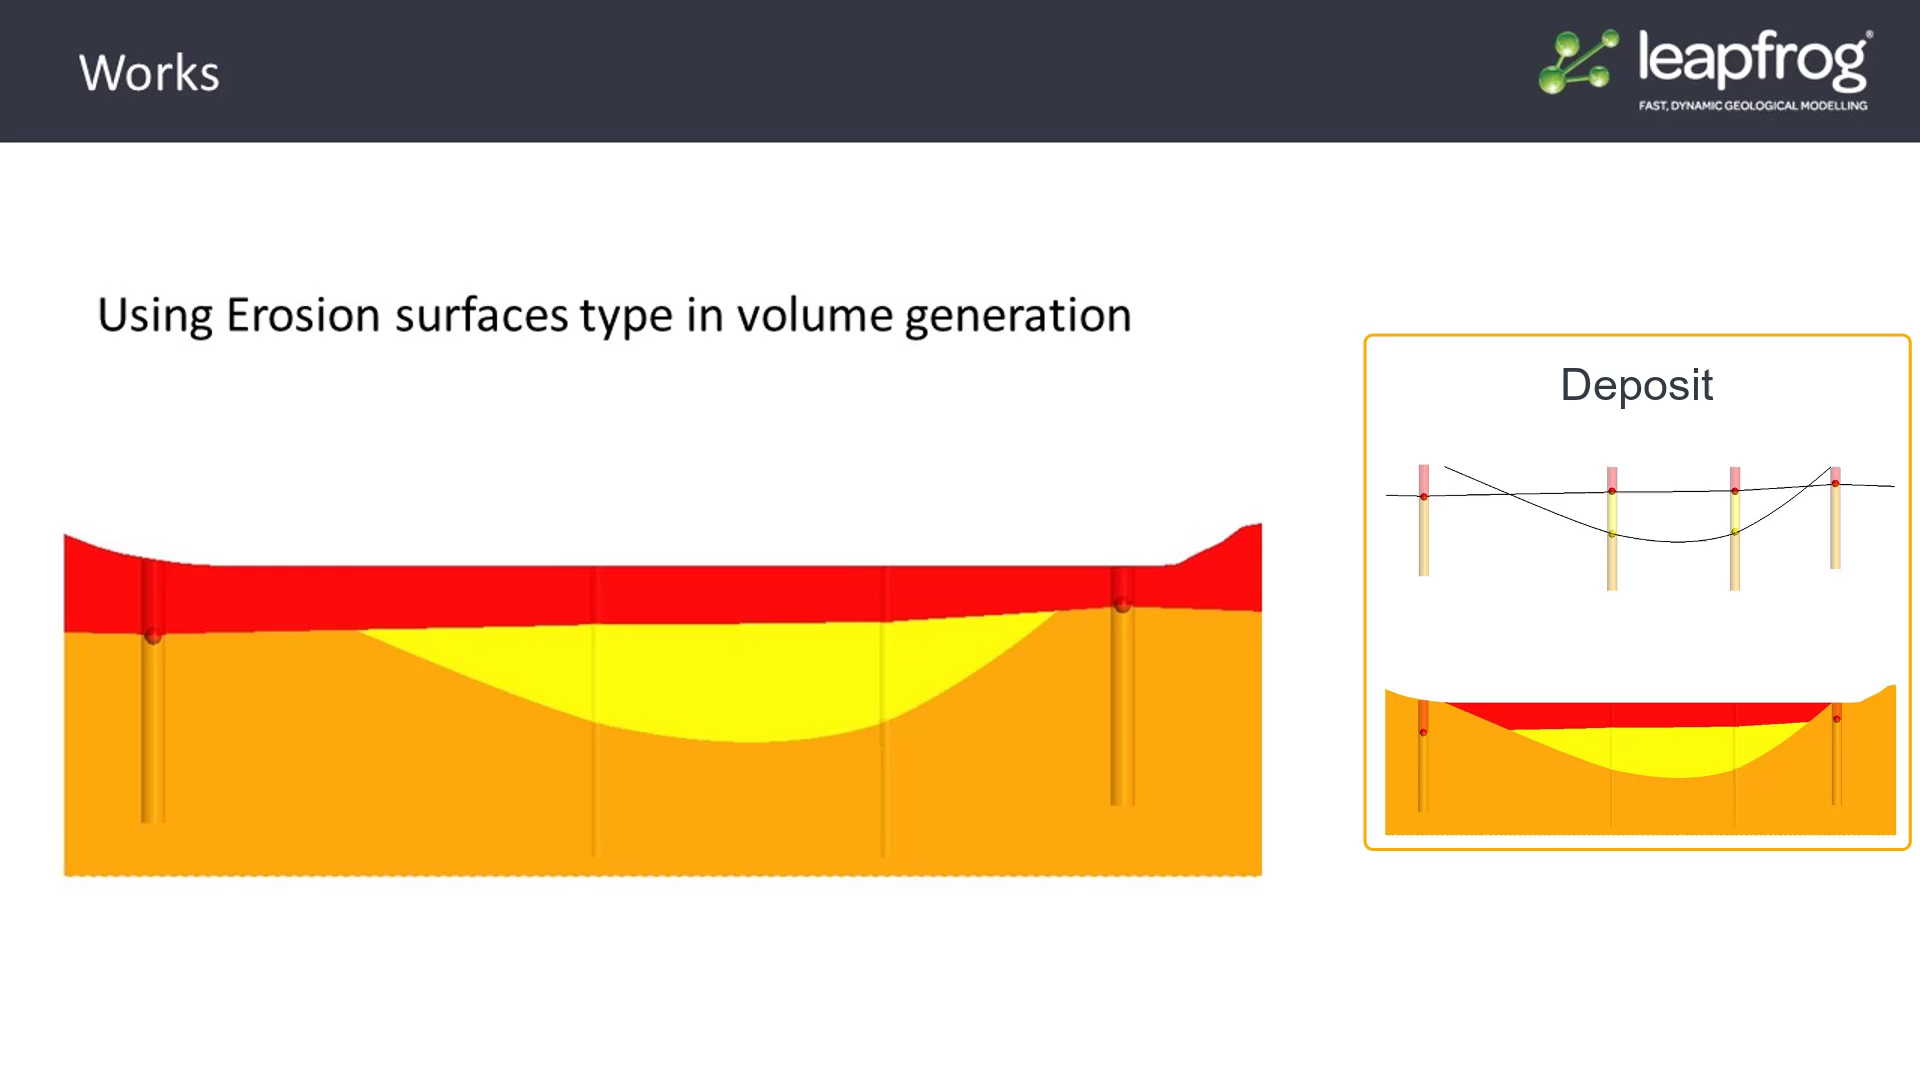 Works
leapfrog®
FAST, DYNAMIC GEOLOGICAL MODELLING
Using Erosion surfaces type in volume generation
Deposit